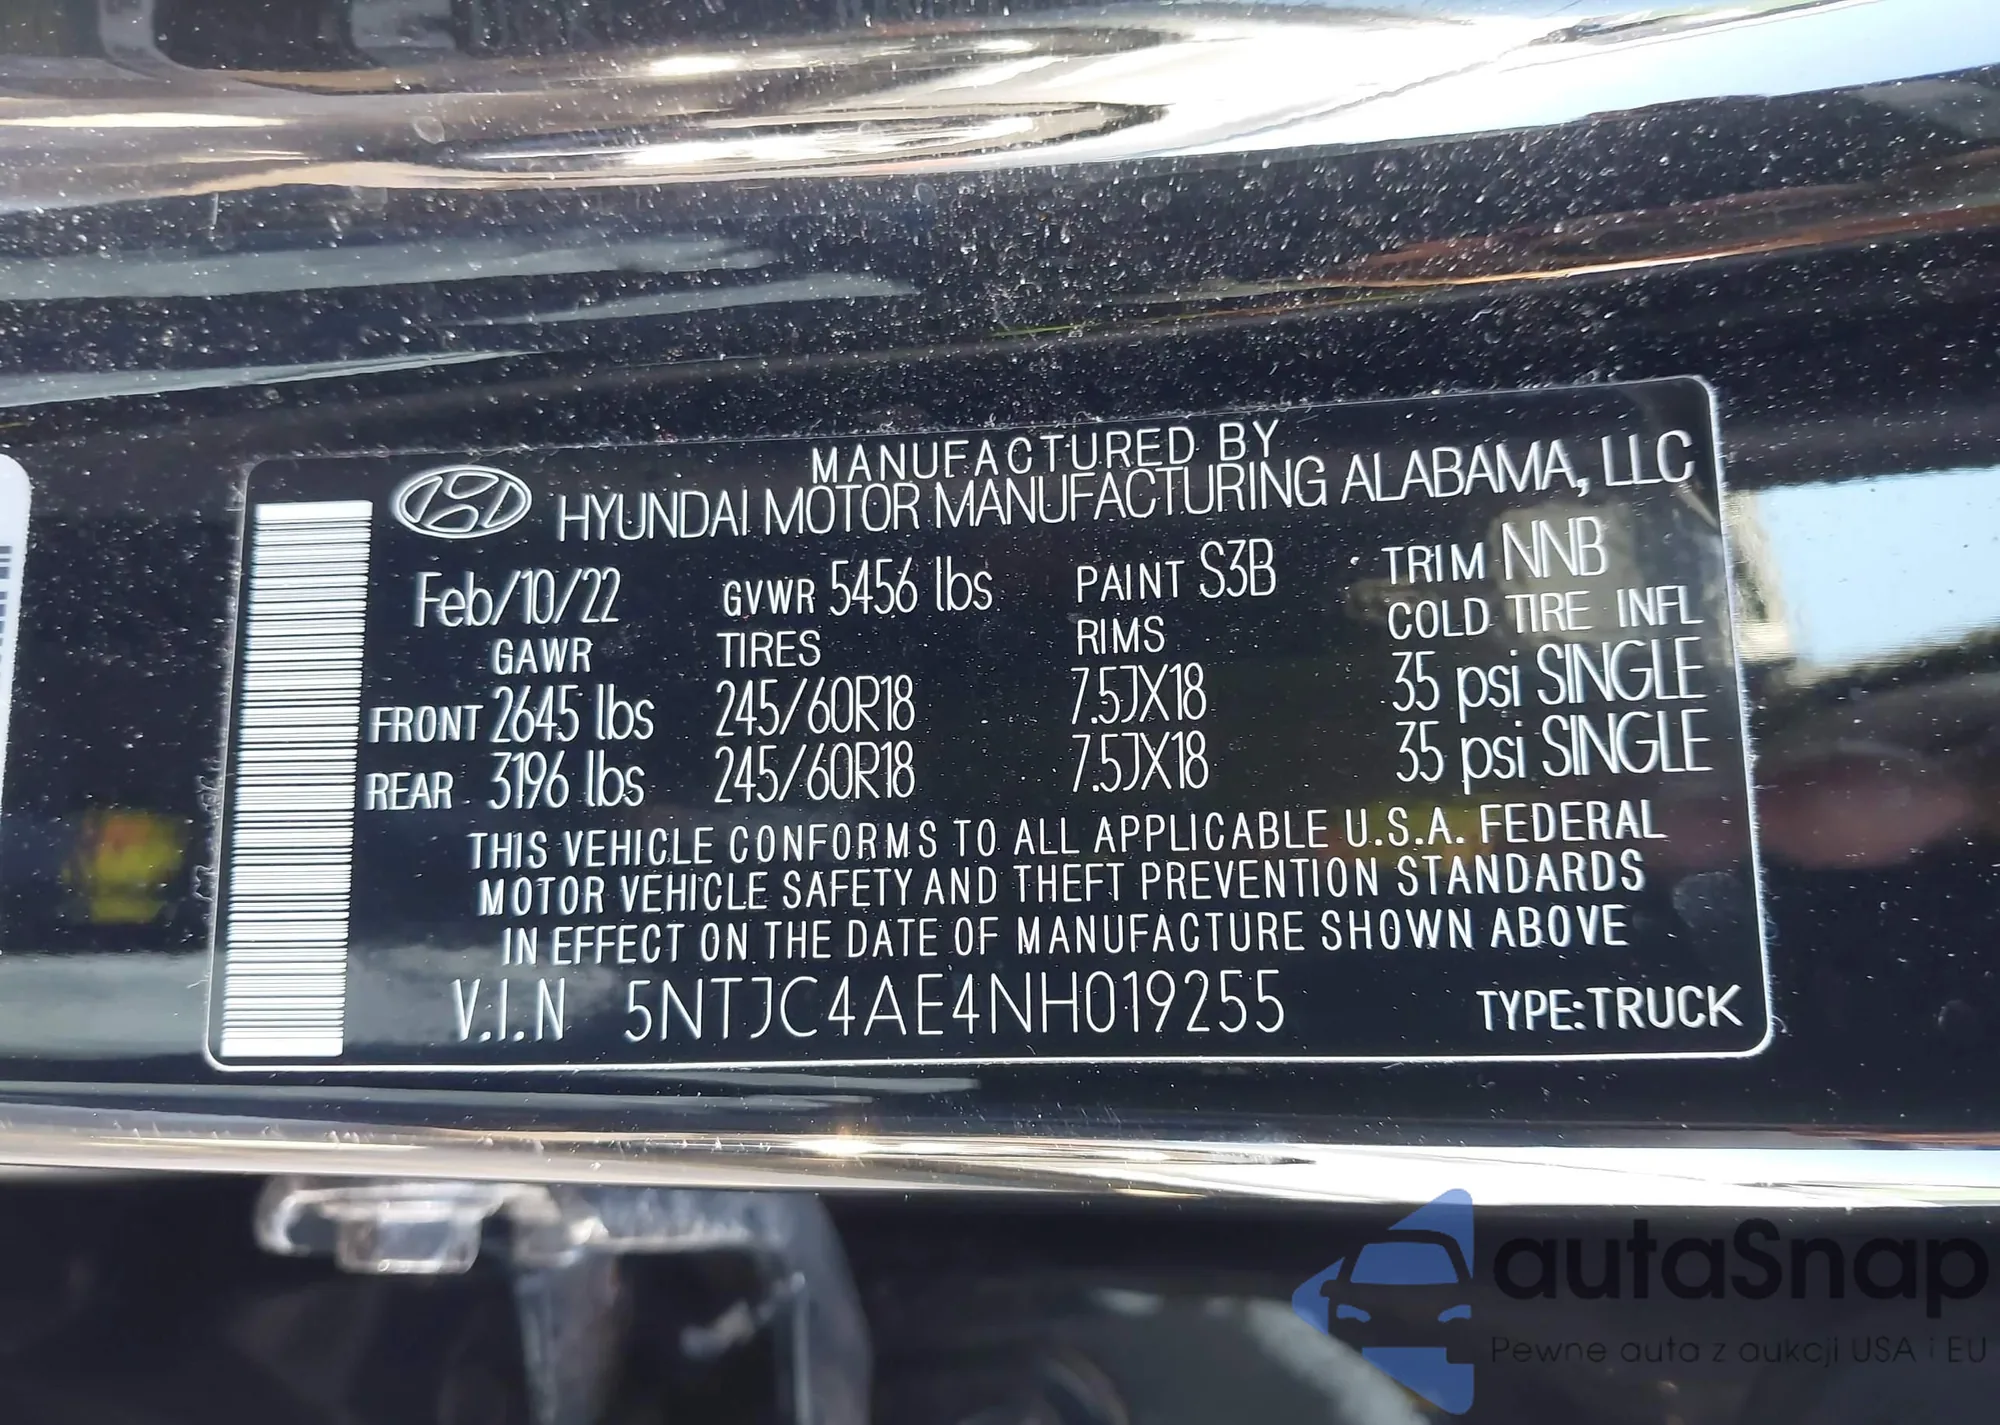 MANUFACTURED BY
HYUNDAI MOTOR MANUFACTURING ALABAMA, LLC
Feb/10/22 GVWR 5456 lbs PAINT S3B TRIM NNB
GAWR TIRES RIMS COLD TIRE INFL
FRONT 2645 lbs 245/60R18 7.5JX18 35 psi SINGLE
REAR 3196 lbs 245/60R18 7.5JX18 35 psi SINGLE
THIS VEHICLE CONFORMS TO ALL APPLICABLE U.S.A. FEDERAL
MOTOR VEHICLE SAFETY AND THEFT PREVENTION STANDARDS
IN EFFECT ON THE DATE OF MANUFACTURE SHOWN ABOVE
V.I.N 5NTJC4AE4NH019255 TYPE:TRUCK
autaSnap
Pewne auta z aukcji USA i EU